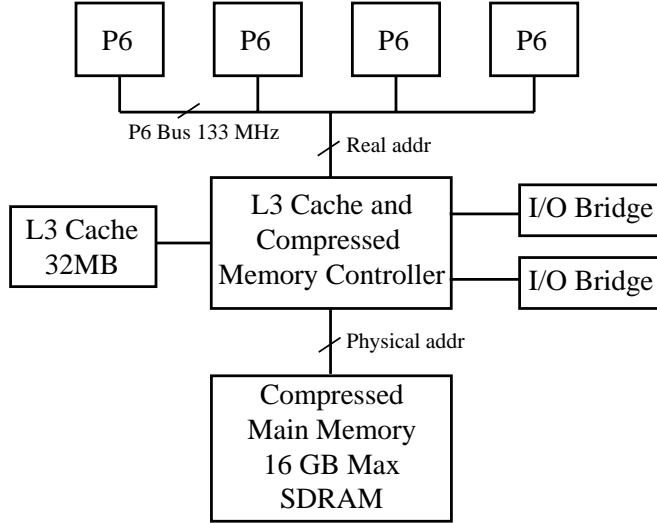 P6 P6 P6 P6
P6 Bus 133 MHz
Real addr
L3 Cache and
Compressed
Memory Controller
L3 Cache
32MB
I/O Bridge
I/O Bridge
Physical addr
Compressed
Main Memory
16 GB Max
SDRAM